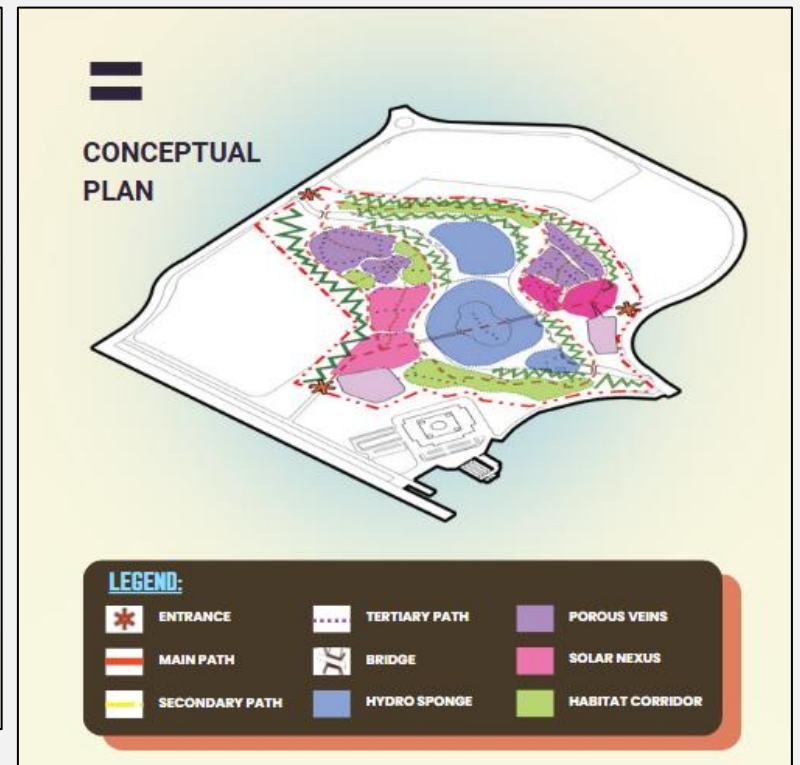 CONCEPTUAL
PLAN
LEGEND:
ENTRANCE
TERTIARY PATH
POROUS VEINS
MAIN PATH
BRIDGE
SOLAR NEXUS
SECONDARY PATH
HYDRO SPONGE
HABITAT CORRIDOR